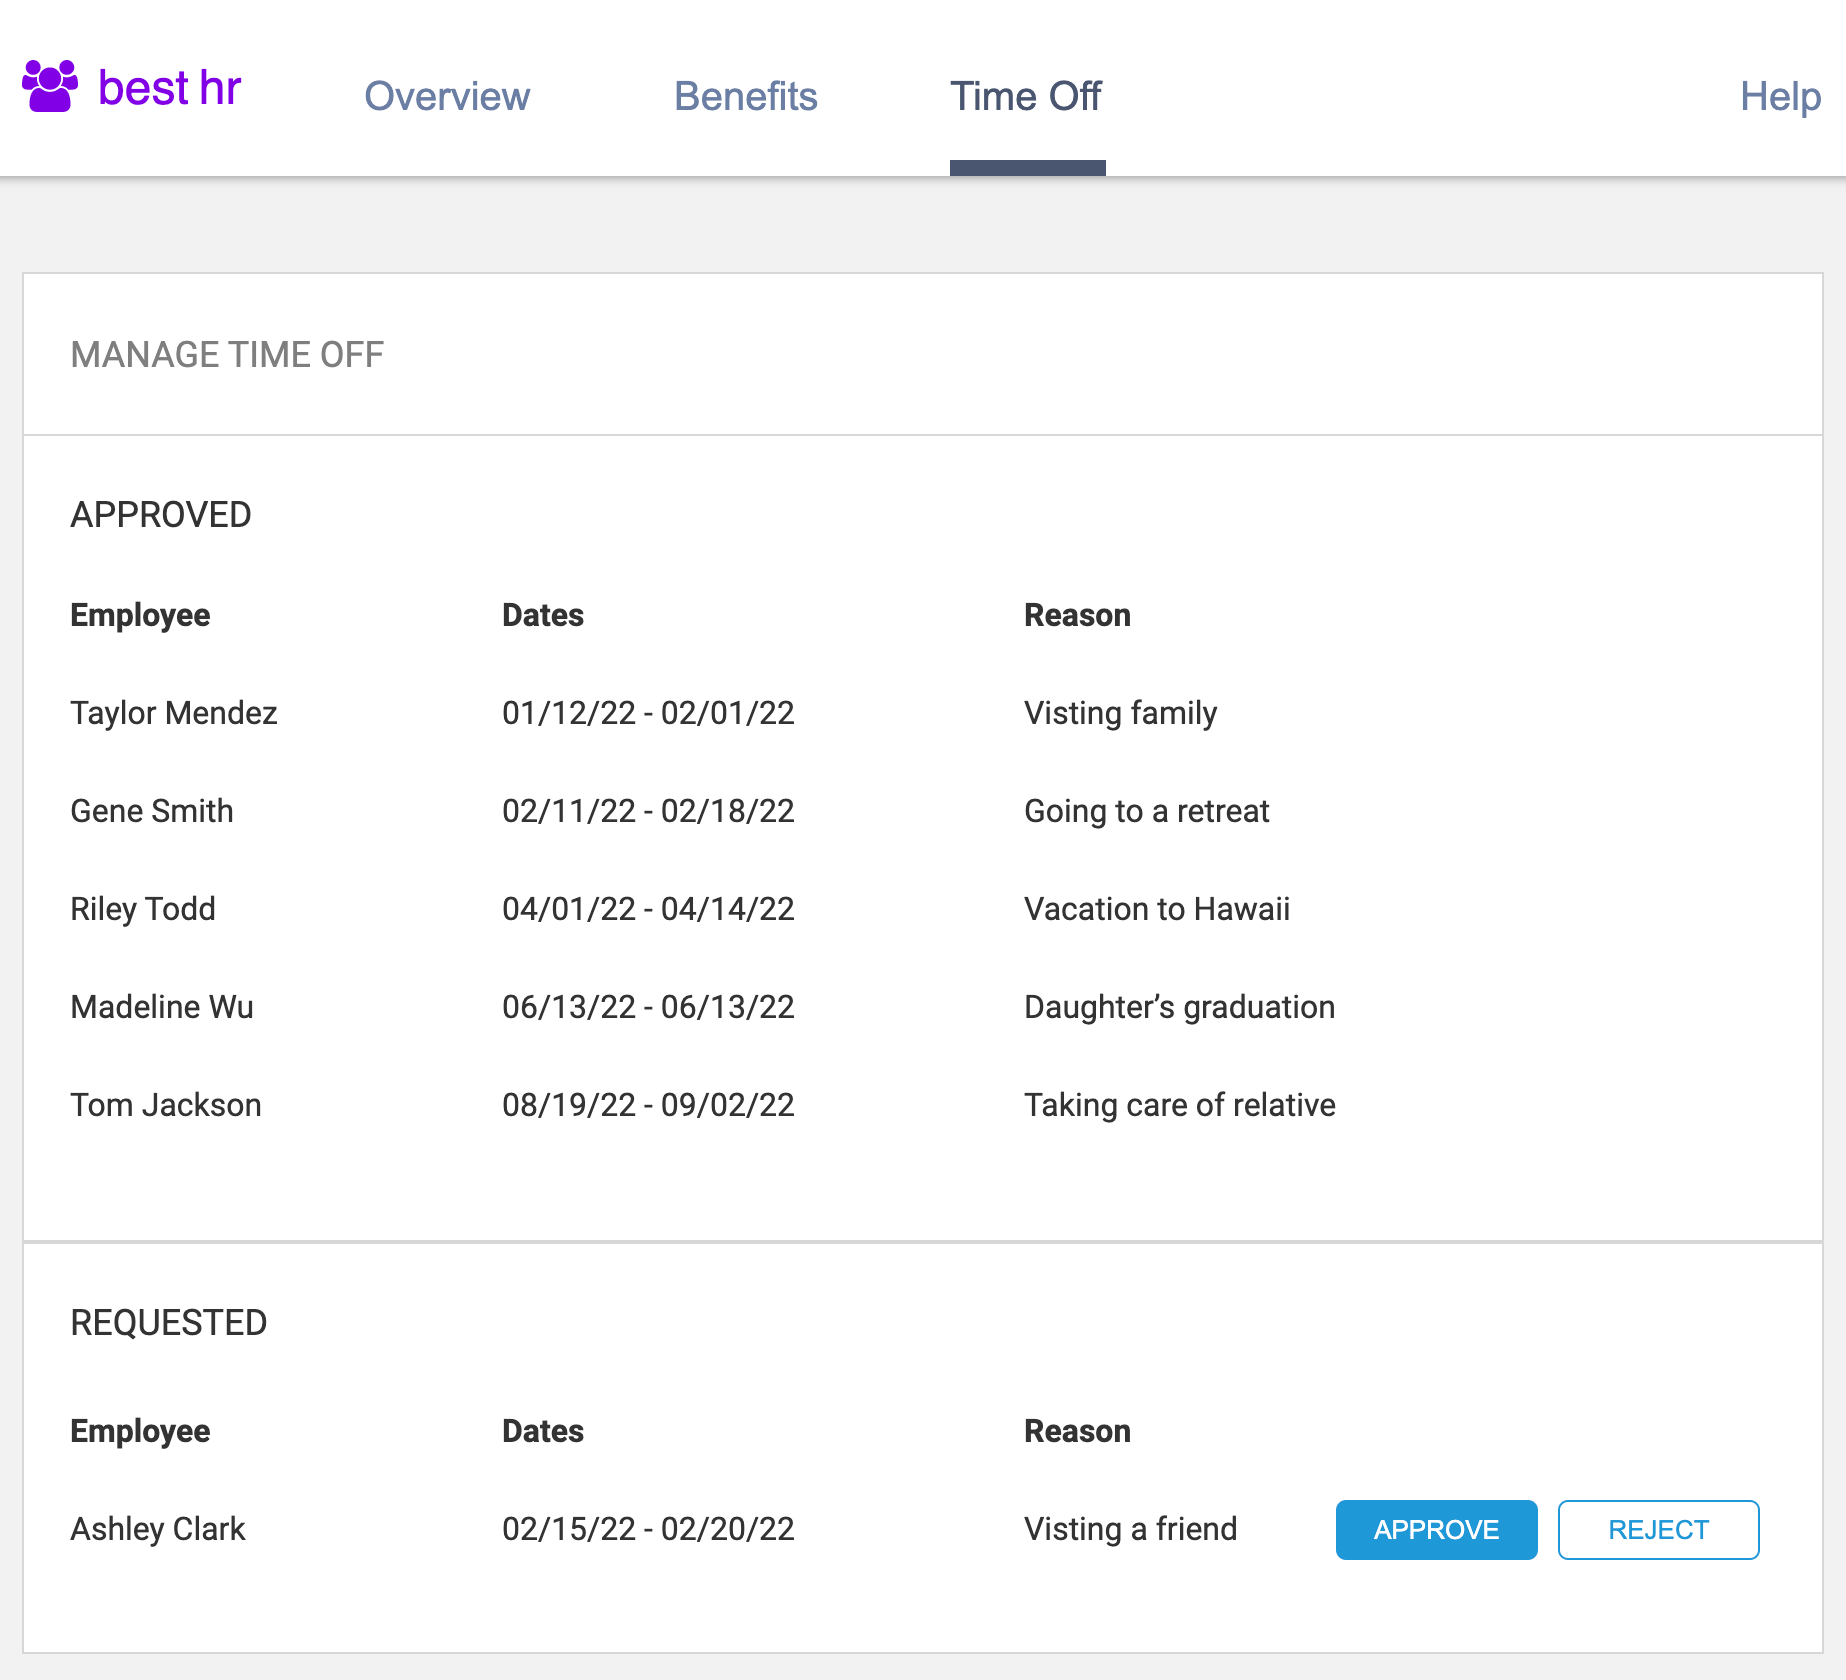 best hr Overview Benefits Time Off Help
MANAGE TIME OFF
APPROVED
Employee Dates Reason
Taylor Mendez 01/12/22 - 02/01/22 Visting family
Gene Smith 02/11/22 - 02/18/22 Going to a retreat
Riley Todd 04/01/22 - 04/14/22 Vacation to Hawaii
Madeline Wu 06/13/22 - 06/13/22 Daughter’s graduation
Tom Jackson 08/19/22 - 09/02/22 Taking care of relative
REQUESTED
Employee Dates Reason
Ashley Clark 02/15/22 - 02/20/22 Visting a friend APPROVE REJECT